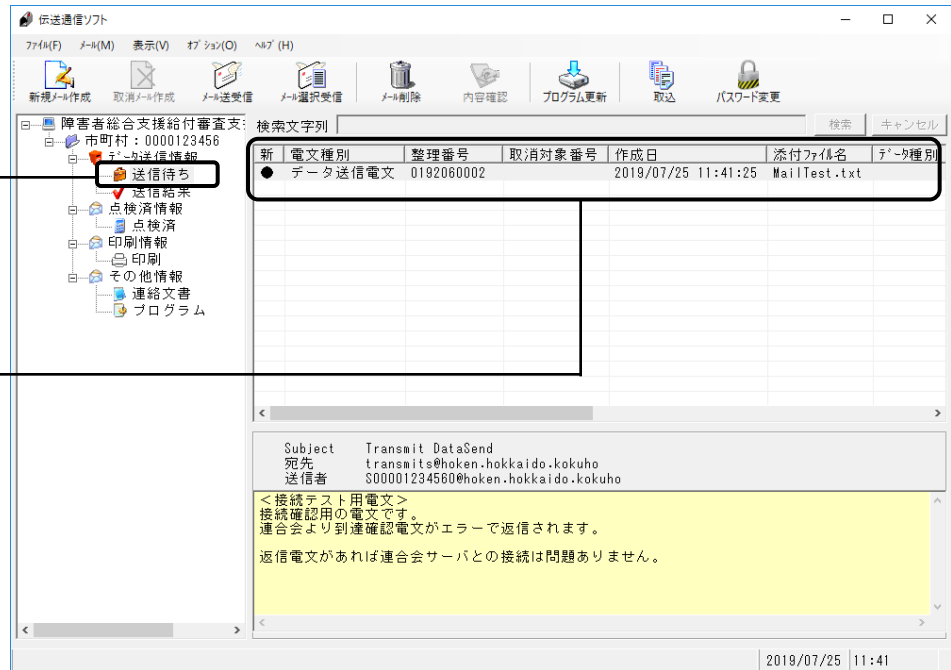 伝送通信ソフト
ファイル(F) メール(M) 表示(V) オプション(O) ヘルプ(H)
新規メール作成 取消メール作成 メール送受信 メール選択受信 メール削除 内容確認 プログラム更新 取込 パスワード変更
障害者総合支援給付審査支
検索文字列 検索 キャンセル
市町村：0000123456
データ送信情報
送信待ち
送信結果
点検済情報
点検済
印刷情報
印刷
その他情報
連絡文書
プログラム
新 電文種別 整理番号 取消対象番号 作成日 添付ファイル名 データ種別
● データ送信電文 0192060002 2019/07/25 11:41:25 MailTest.txt
Subject Transmit DataSend
宛先 transmits@hoken.hokkaido.kokuho
送信者 S00001234560@hoken.hokkaido.kokuho
＜接続テスト用電文＞
接続確認用の電文です。
連合会より到達確認電文がエラーで返信されます。
返信電文があれば連合会サーバとの接続は問題ありません。
2019/07/25 11:41